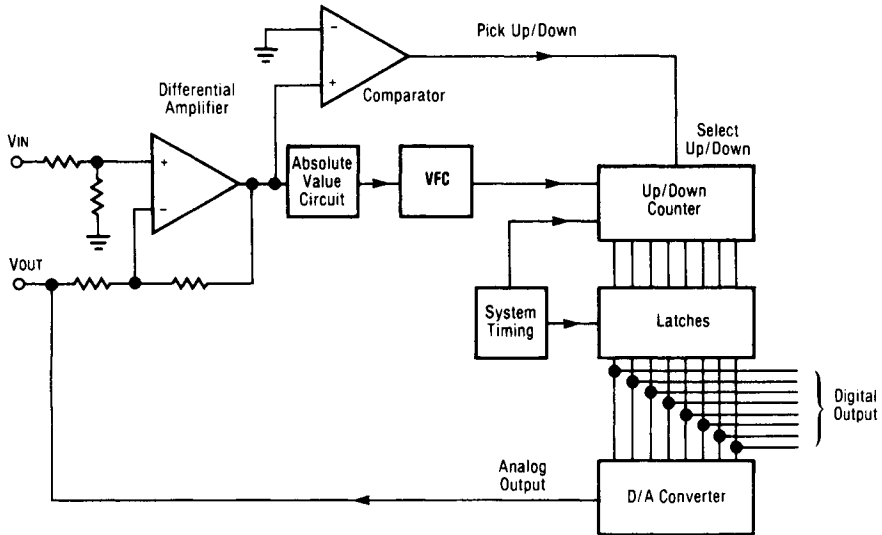 Pick Up/Down
Differential
Amplifier
Comparator
VIN
Select
Up/Down
Absolute
Value
Circuit
VFC
Up/Down
Counter
VOUT
System
Timing
Latches
Digital
Output
Analog
Output
D/A Converter